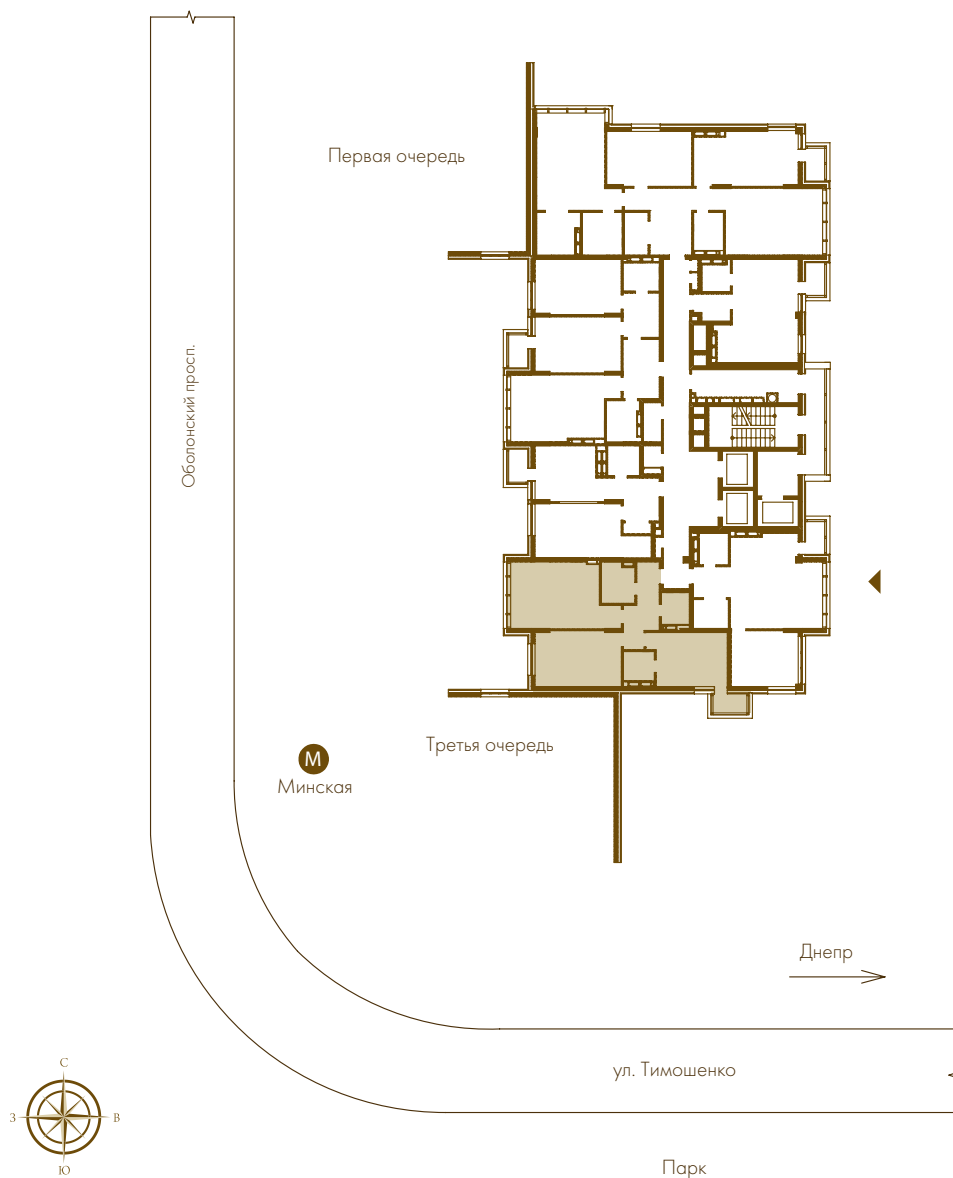 Первая очередь
Оболонский просп.
Третья очередь
М
Минская
Днепр
ул. Тимошенко
С
З
В
Ю
Парк